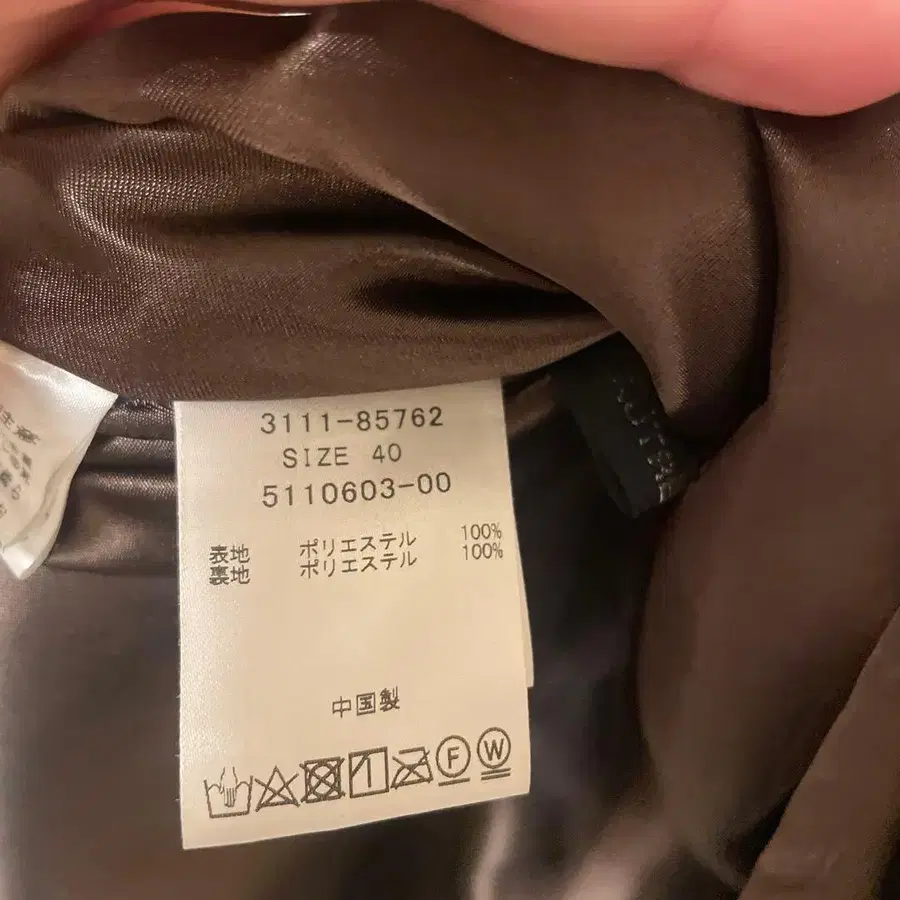 3111-85762
SIZE 40
5110603-00
表地 ポリエステル 100%
裏地 ポリエステル 100%
中国製
F W